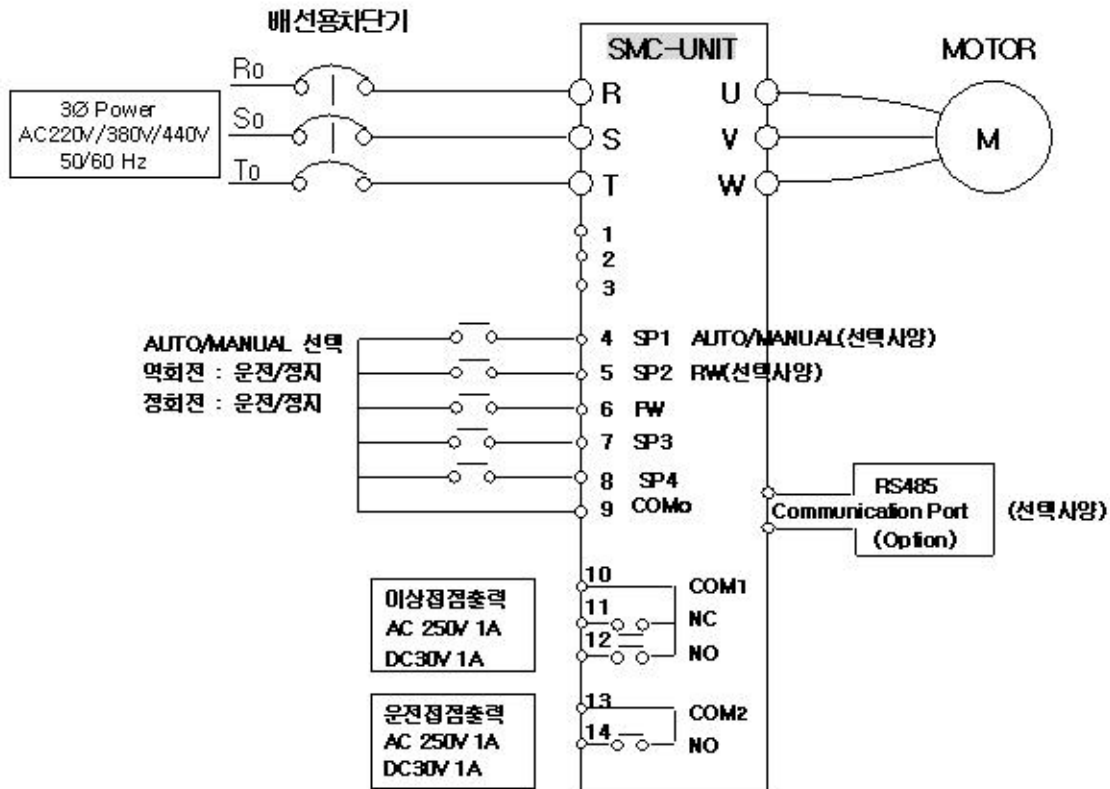 배선용차단기
SMC-UNIT
MOTOR
Ro
R
U
3Ø Power
AC220V/380V/440V
50/60 Hz
So
S
V
M
To
T
W
1
2
3
AUTO/MANUAL 선택
역회전 : 운전/정지
정회전 : 운전/정지
4 SP1 AUTO/MANUAL(선택사양)
5 SP2 RW(선택사양)
6 FW
7 SP3
8 SP4
9 COMo
RS485
Communication Port
(Option)
(선택사양)
이상접점출력
AC 250V 1A
DC30V 1A
10 COM1
11 NC
12 NO
운전접점출력
AC 250V 1A
DC30V 1A
13 COM2
14 NO